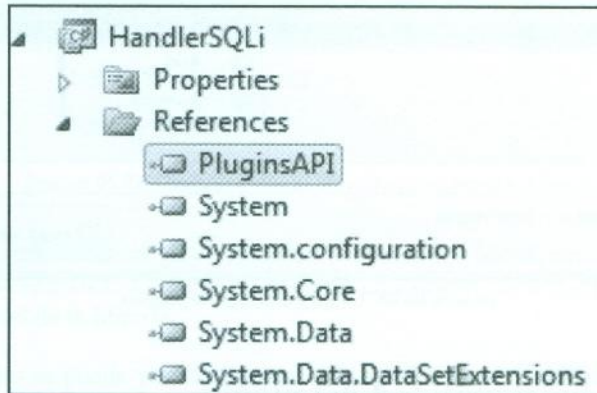 HandlerSQLi
Properties
References
PluginsAPI
System
System.configuration
System.Core
System.Data
System.Data.DataSetExtensions